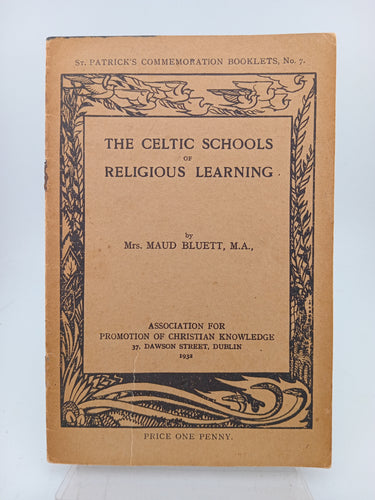 St. PATRICK'S COMMEMORATION BOOKLETS, No. 7.
THE CELTIC SCHOOLS
OF
RELIGIOUS LEARNING
by
Mrs. MAUD BLUETT, M.A.,
ASSOCIATION FOR
PROMOTION OF CHRISTIAN KNOWLEDGE
37, DAWSON STREET, DUBLIN
1932
PRICE ONE PENNY.